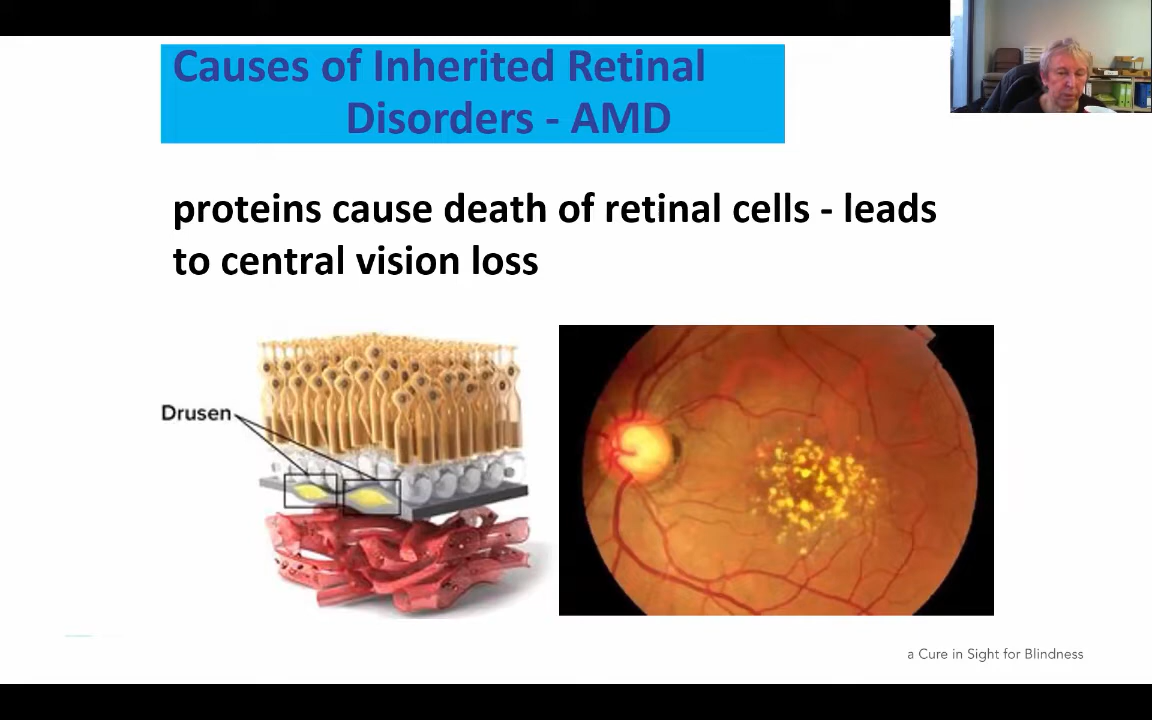 Causes of Inherited Retinal
Disorders - AMD
proteins cause death of retinal cells - leads
to central vision loss
Drusen
a Cure in Sight for Blindness